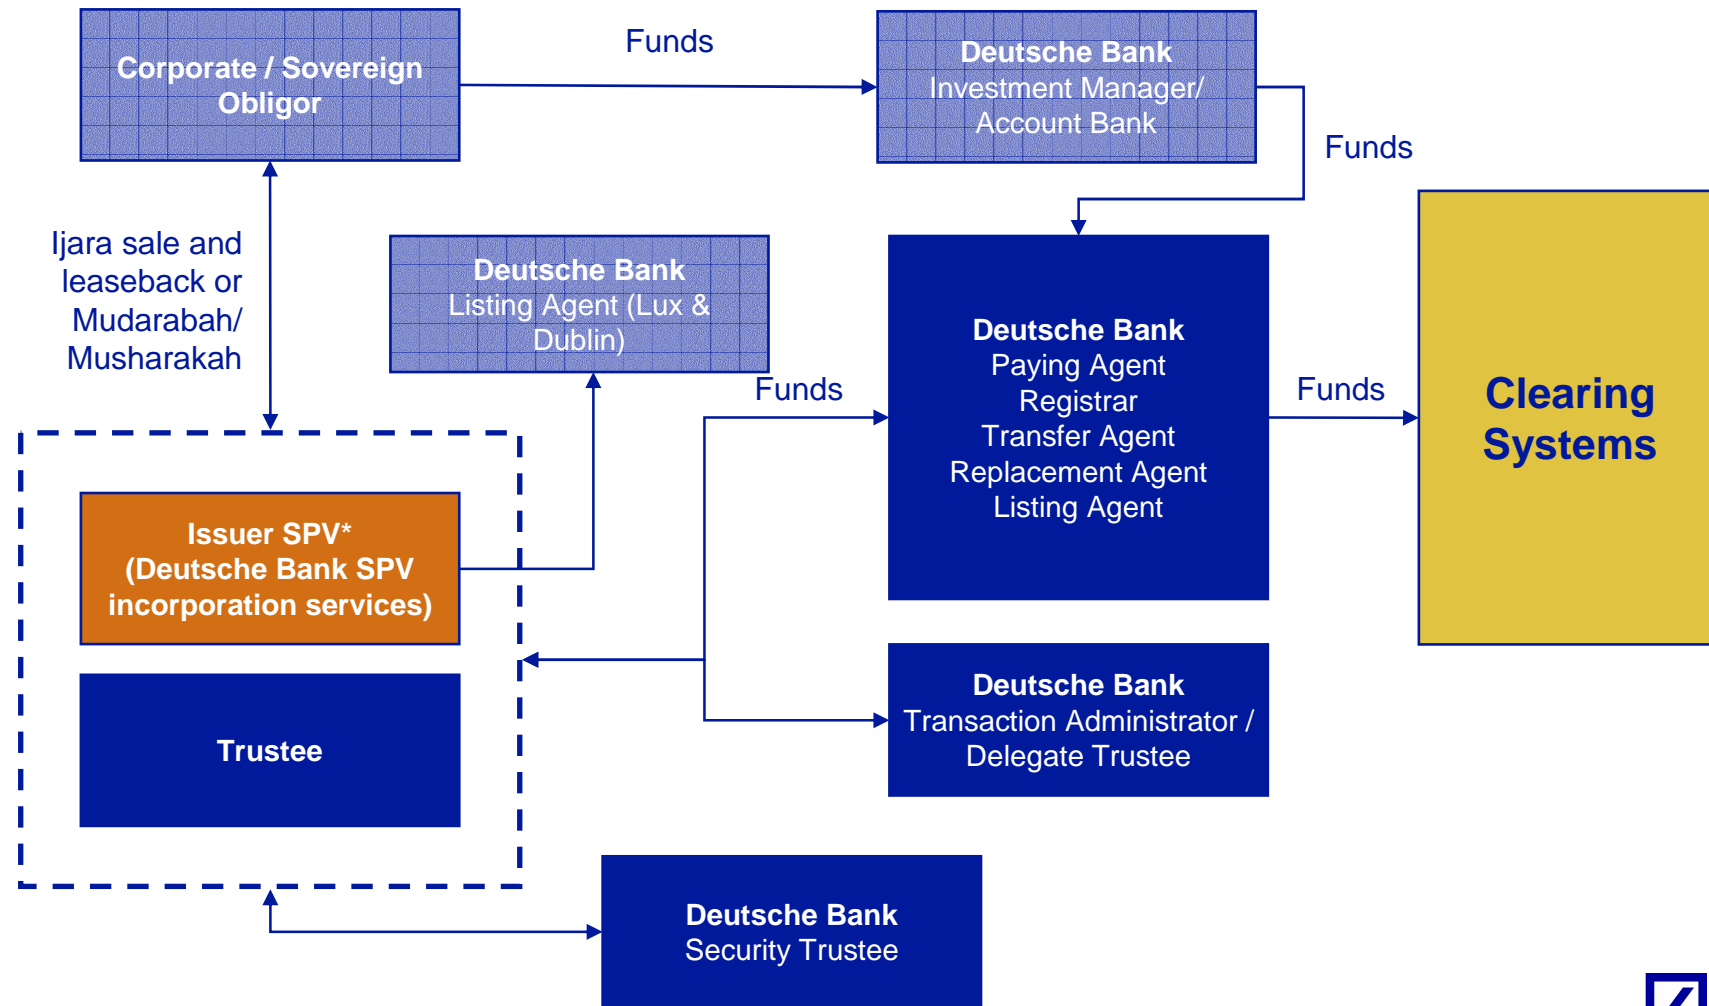 Corporate / Sovereign
Obligor
Funds
Deutsche Bank
Investment Manager/
Account Bank
Funds
Ijara sale and
leaseback or
Mudarabah/
Musharakah
Deutsche Bank
Listing Agent (Lux &
Dublin)
Funds
Deutsche Bank
Paying Agent
Registrar
Transfer Agent
Replacement Agent
Listing Agent
Funds
Clearing
Systems
Issuer SPV*
(Deutsche Bank SPV
incorporation services)
Trustee
Deutsche Bank
Transaction Administrator /
Delegate Trustee
Deutsche Bank
Security Trustee